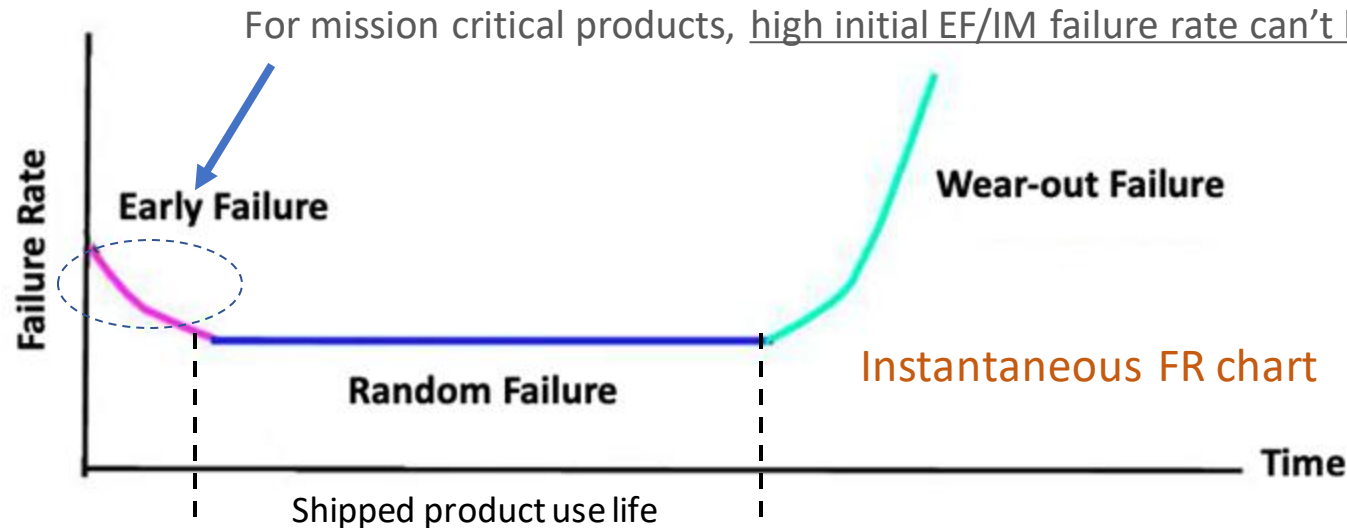 For mission critical products, high initial EF/IM failure rate can't
Failure Rate
Early Failure
Wear-out Failure
Random Failure
Instantaneous FR chart
Time
Shipped product use life